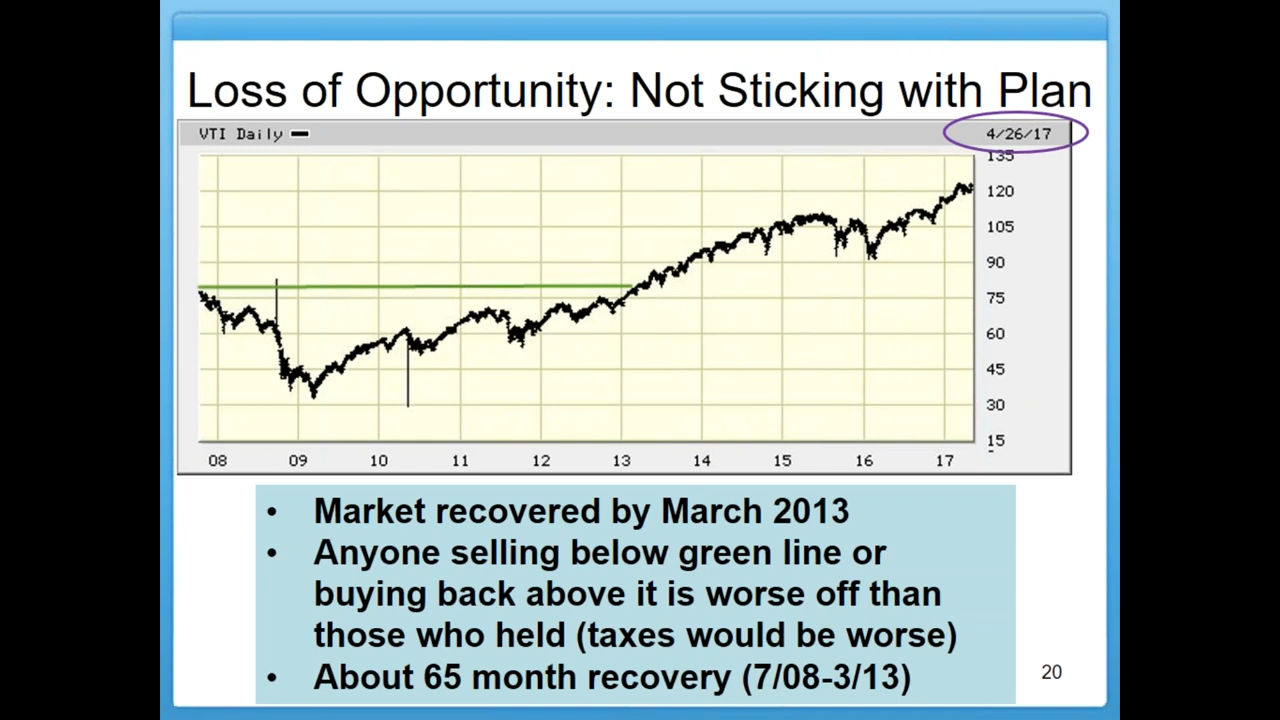 Loss of Opportunity: Not Sticking with Plan
VTI Daily
4/26/17
135
120
105
90
75
60
45
30
15
08 09 10 11 12 13 14 15 16 17
• Market recovered by March 2013
• Anyone selling below green line or
buying back above it is worse off than
those who held (taxes would be worse)
• About 65 month recovery (7/08-3/13)
20